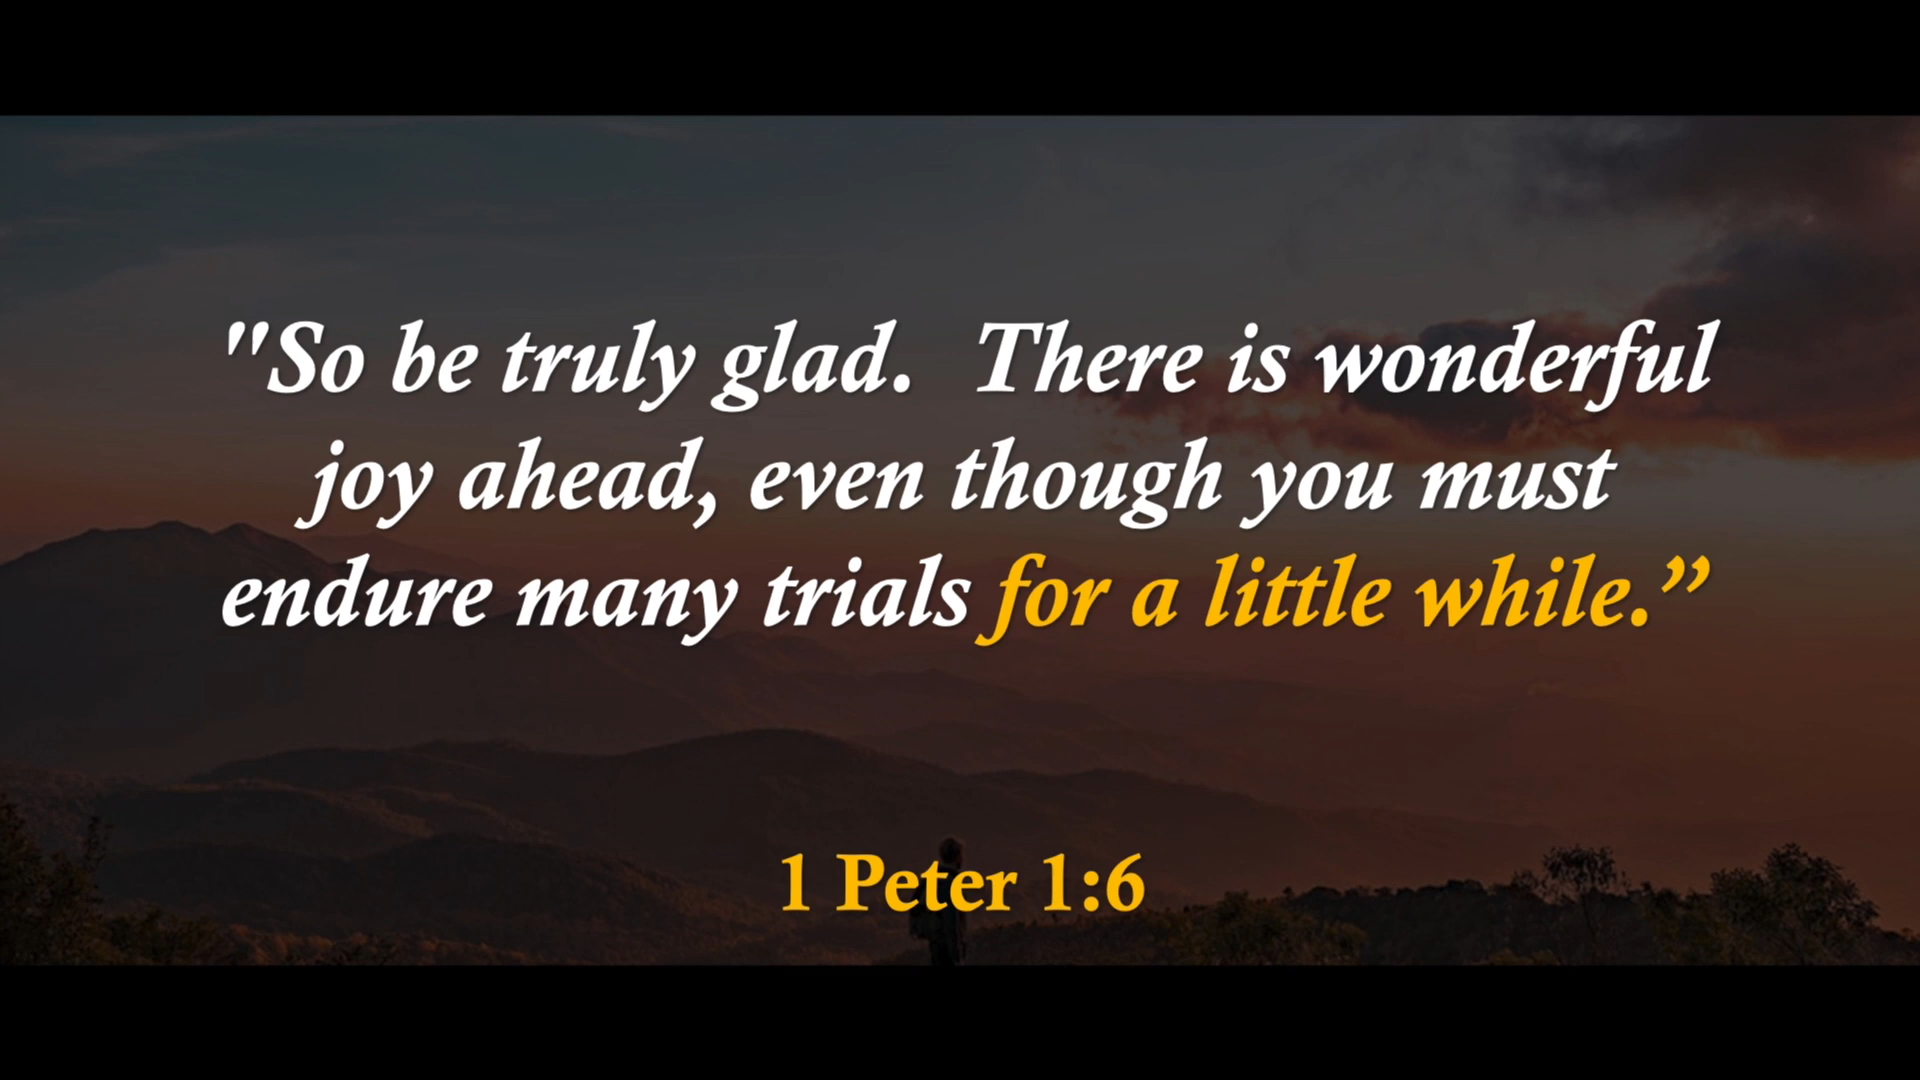 "So be truly glad.  There is wonderful
joy ahead, even though you must
endure many trials for a little while.”
1 Peter 1:6